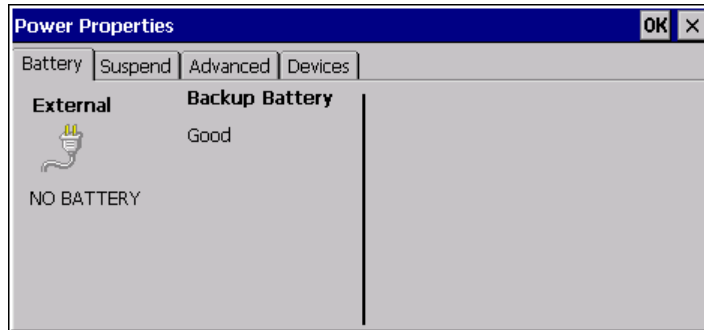 Power Properties OK ×
Battery Suspend Advanced Devices
External Backup Battery
Good
NO BATTERY